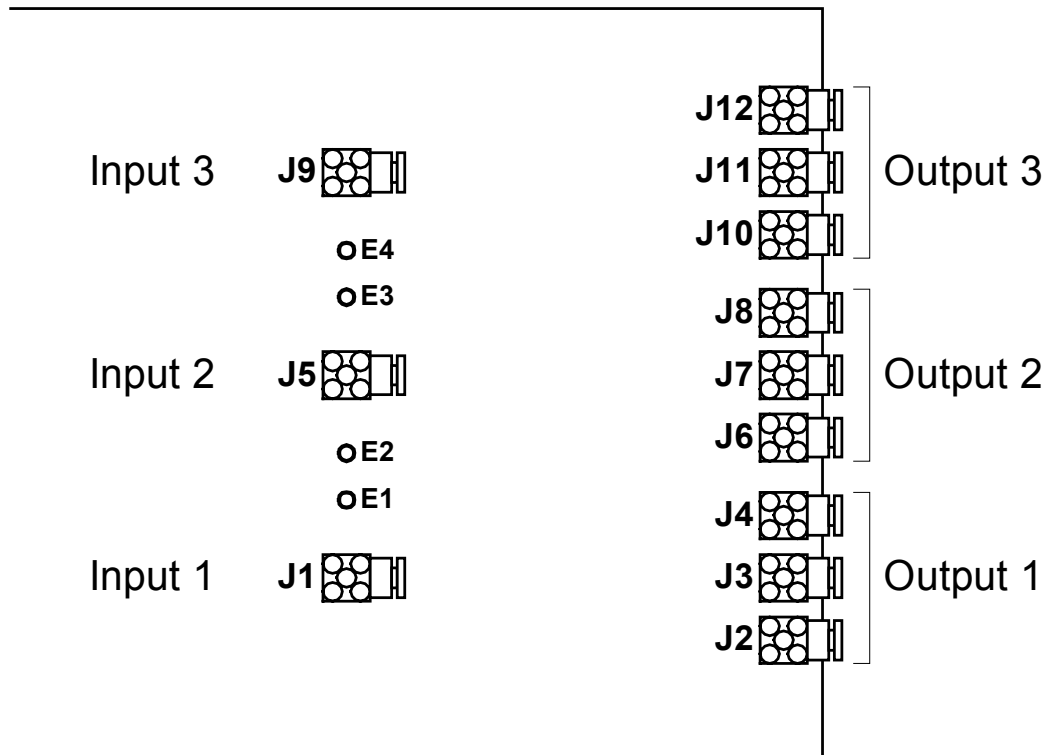 J12
Input 3 J9 J11 Output 3
J10
E4
E3
J8
Input 2 J5 J7 Output 2
J6
E2
E1
J4
Input 1 J1 J3 Output 1
J2